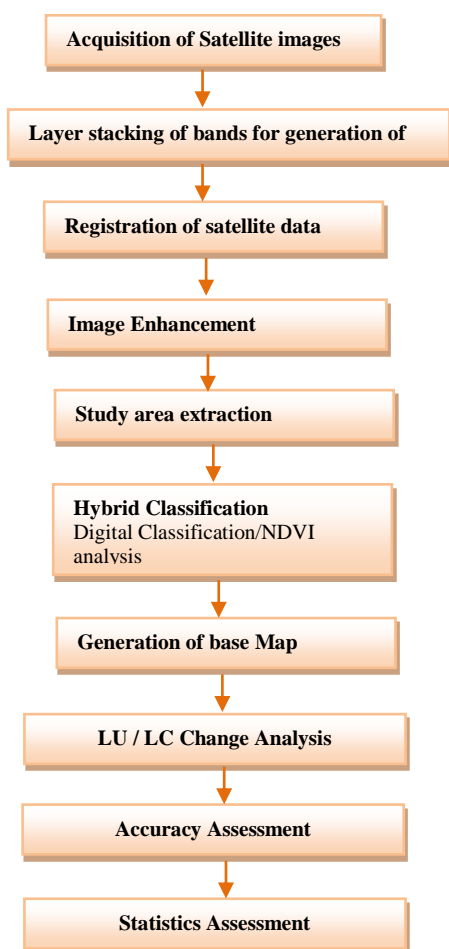 Acquisition of Satellite images
Layer stacking of bands for generation of
Registration of satellite data
Image Enhancement
Study area extraction
Hybrid Classification
Digital Classification/NDVI
analysis
Generation of base Map
LU / LC Change Analysis
Accuracy Assessment
Statistics Assessment